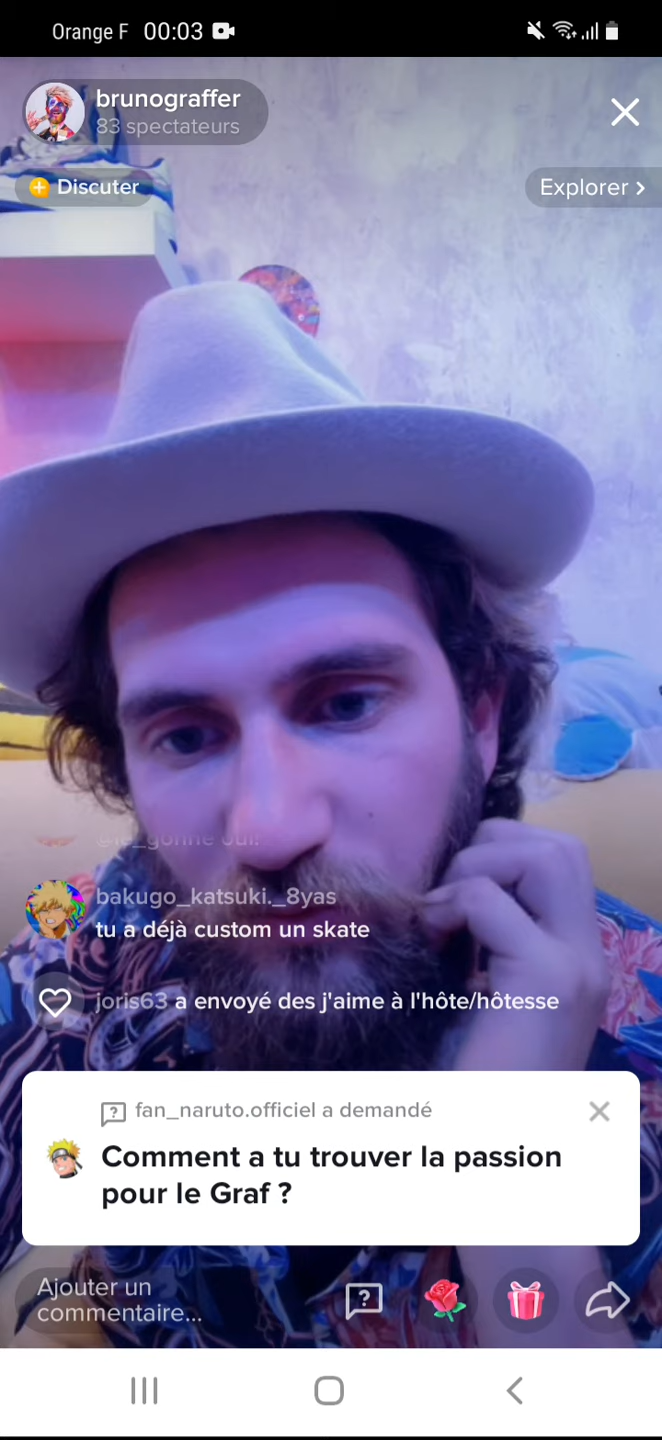 Orange F 00:03
brunograffer
83 spectateurs
Discuter
Explorer >
bakugo_katsuki._8yas
tu a déjà custom un skate
joris63 a envoyé des j'aime à l'hôte/hôtesse
fan_naruto.officiel a demandé
Comment a tu trouver la passion
pour le Graf ?
Ajouter un
commentaire...